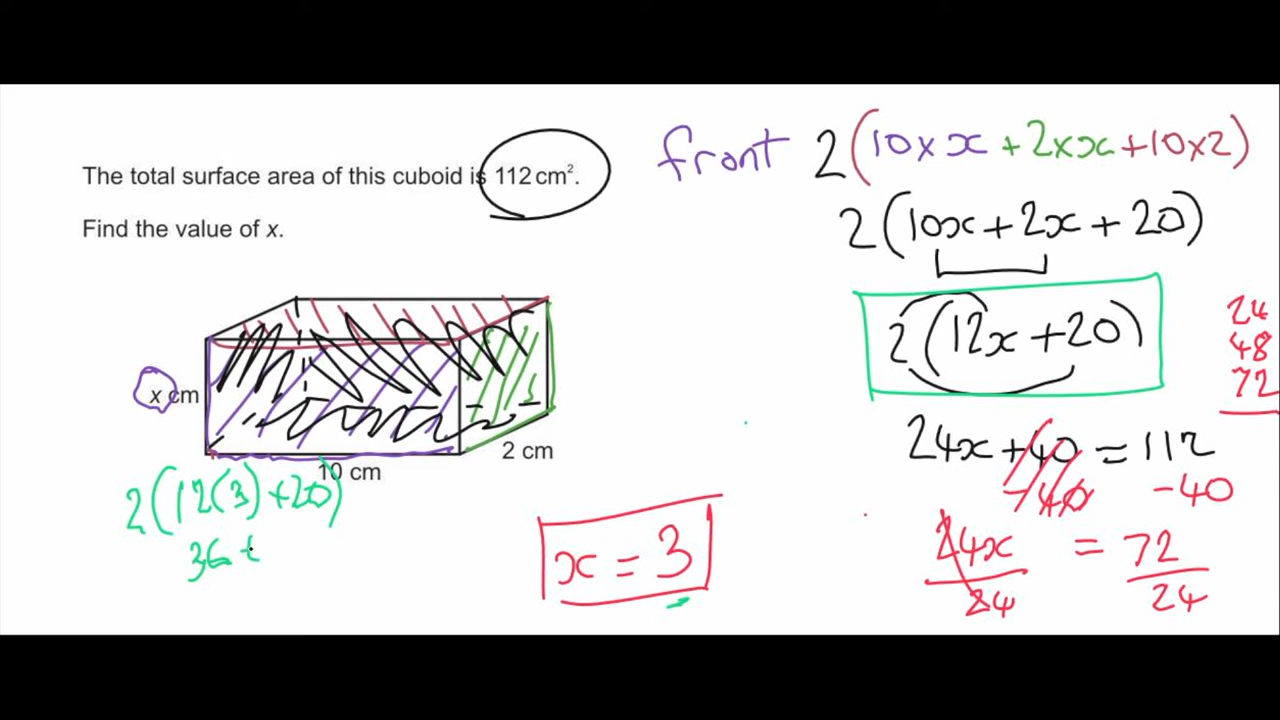 The total surface area of this cuboid is 112 cm².
Find the value of x.
x cm
10 cm
2 cm
2(12(3)+20)
36 +
x = 3
front 2(10×x + 2×x + 10×2)
2(10x + 2x + 20)
2(12x + 20)
24
48
72
24x + 40 = 112
-40 -40
24x = 72
24 24